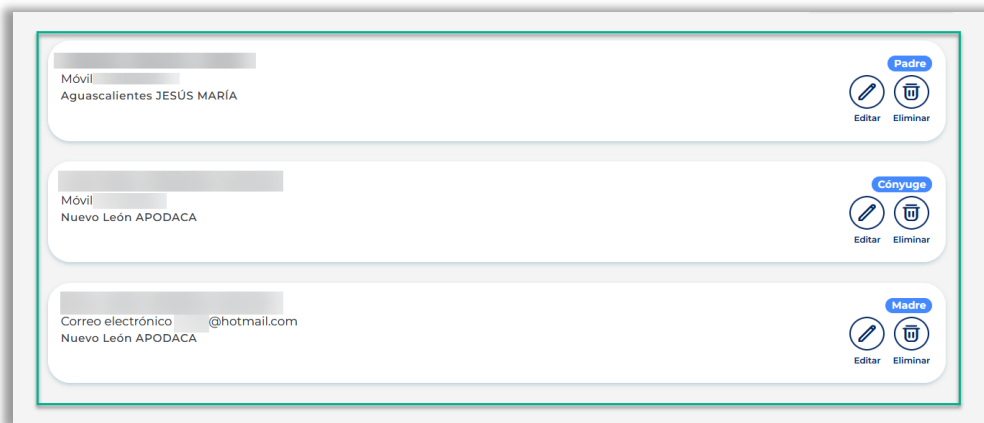 Padre
Móvil
Aguascalientes JESÚS MARÍA
Editar Eliminar
Cónyuge
Móvil
Nuevo León APODACA
Editar Eliminar
Madre
Correo electrónico @hotmail.com
Nuevo León APODACA
Editar Eliminar